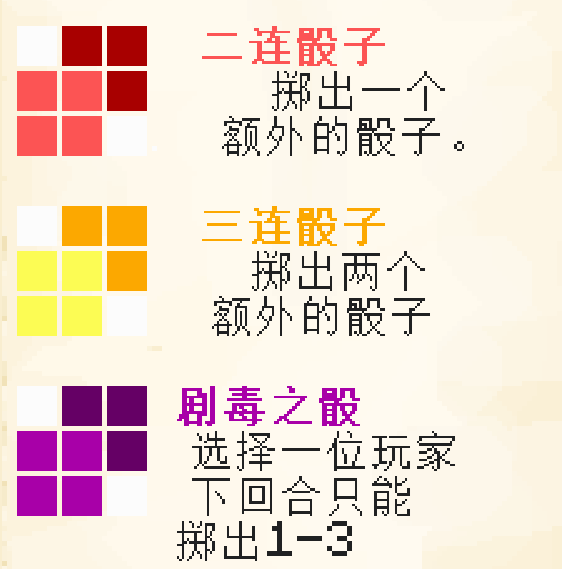 二连骰子
掷出一个
额外的骰子。
三连骰子
掷出两个
额外的骰子
剧毒之骰
选择一位玩家
下回合只能
掷出1-3